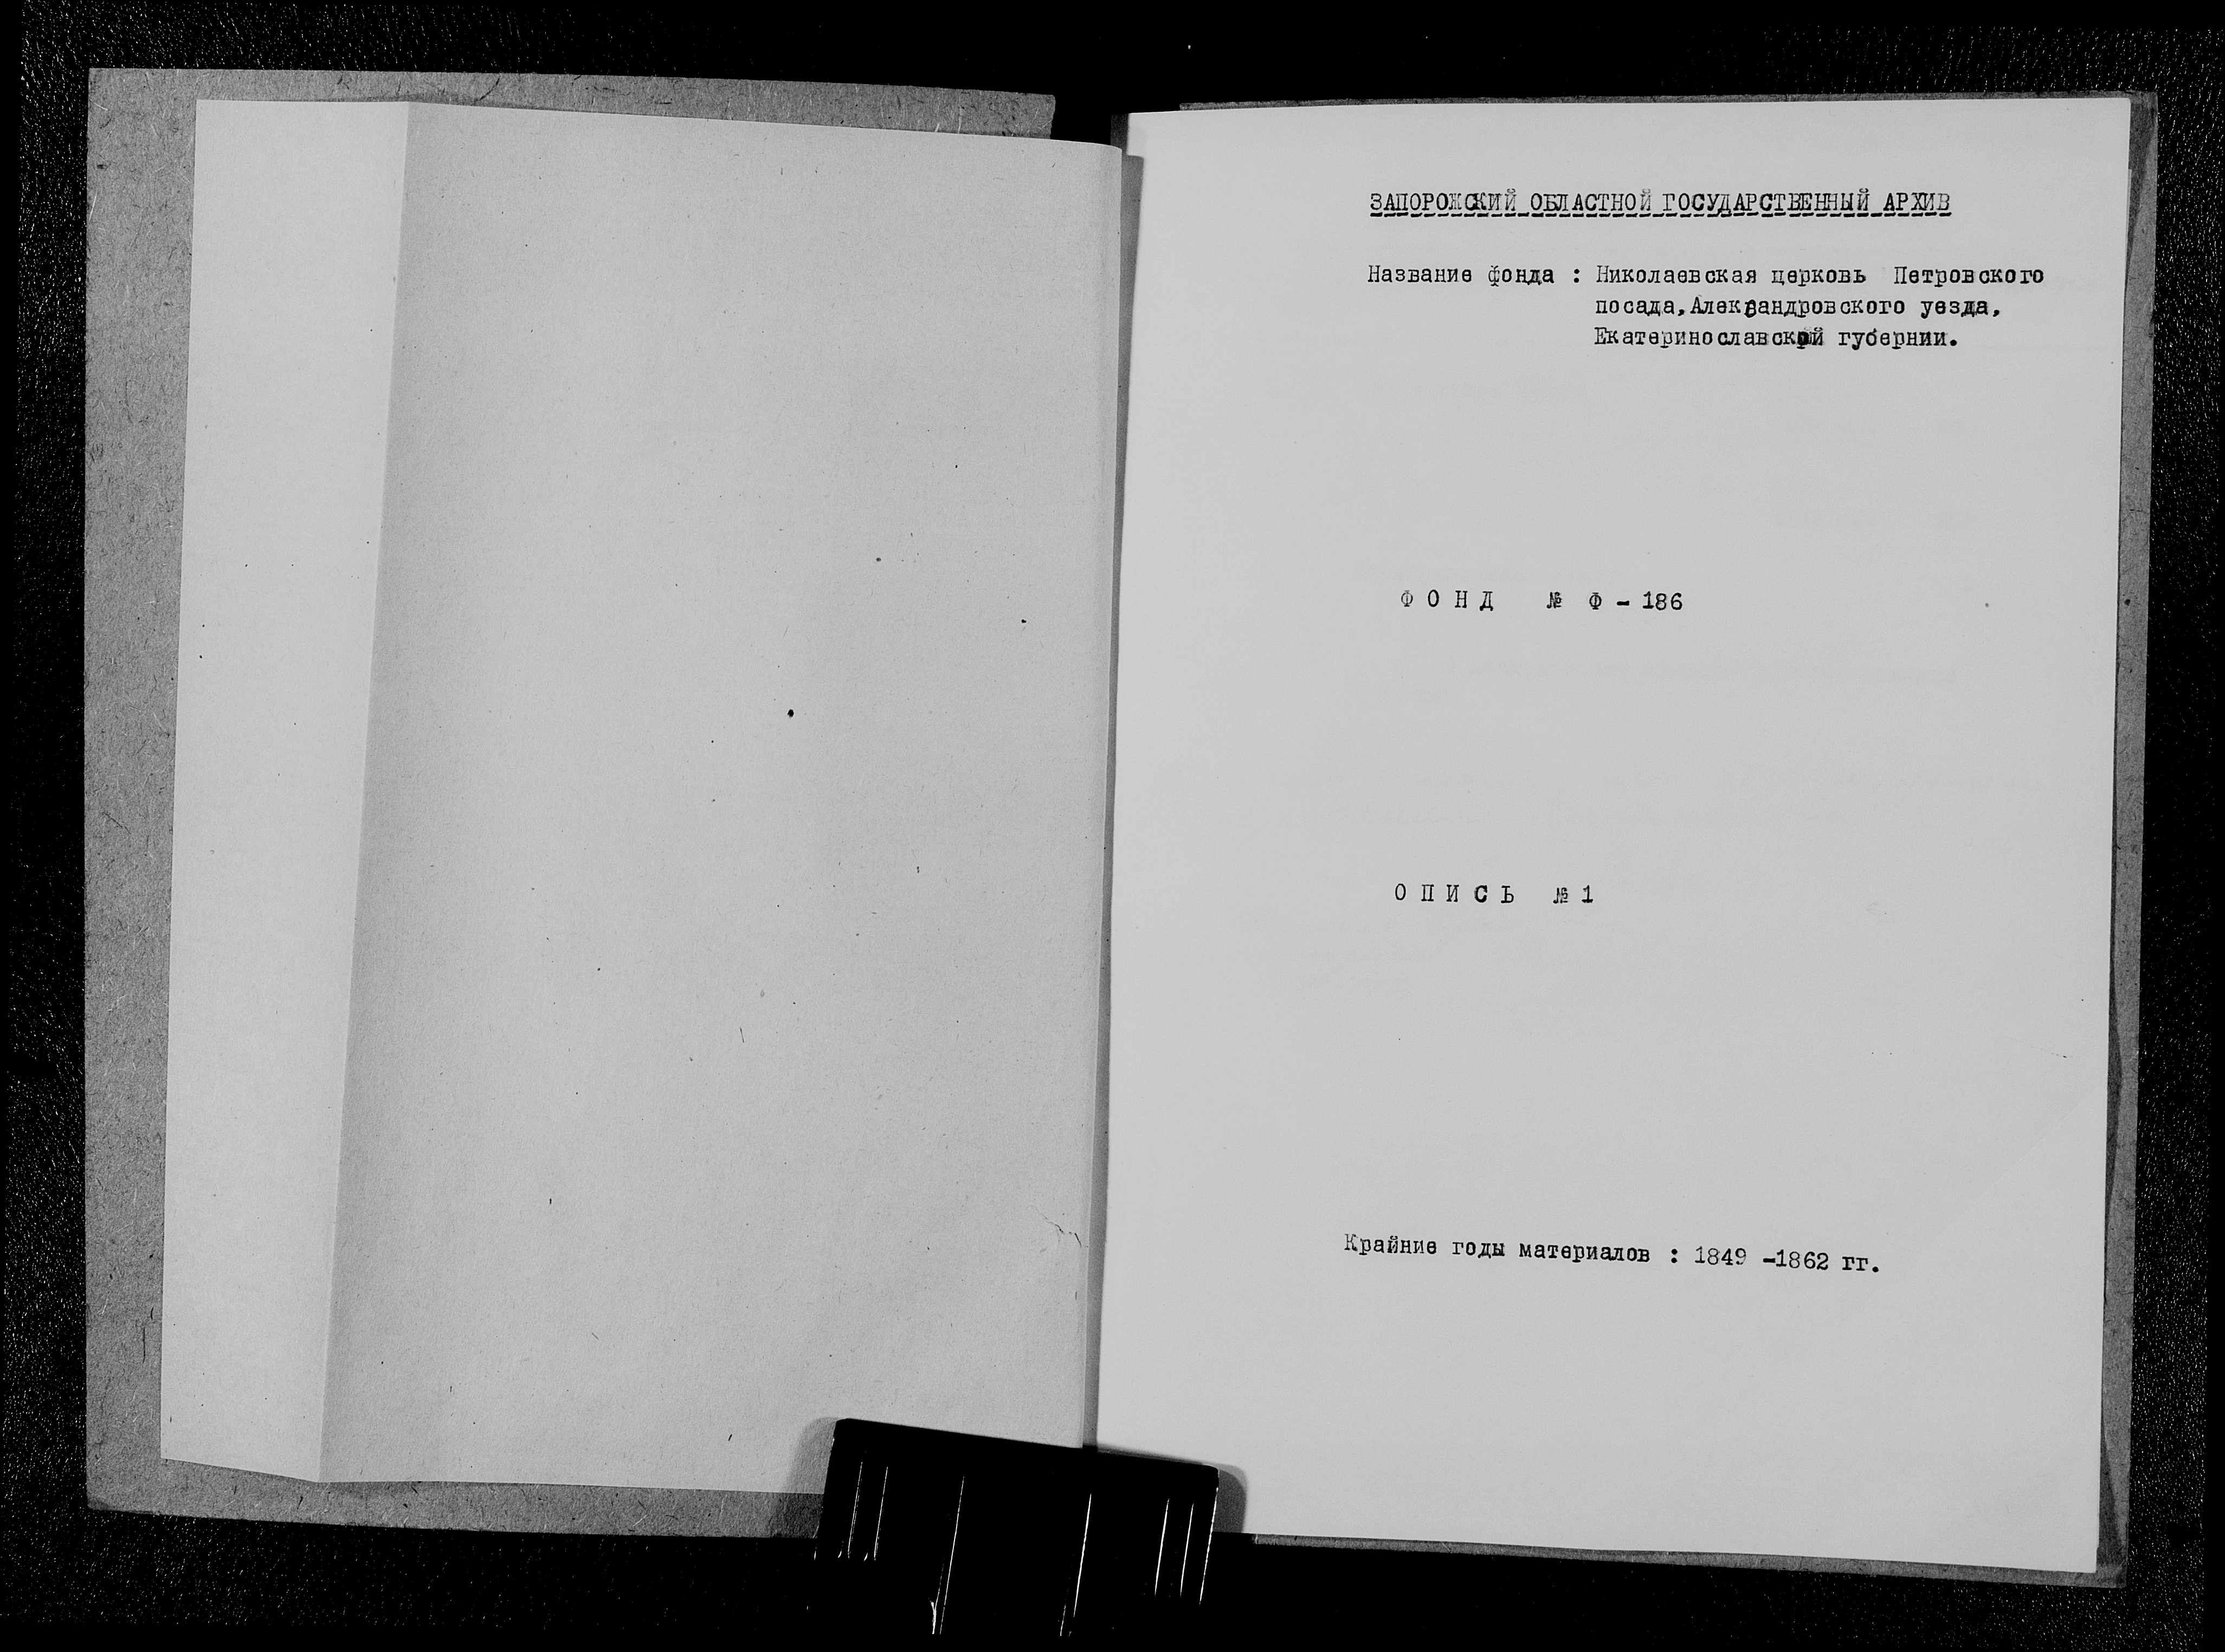 ЗАПОРОЖСКИЙ ОБЛАСТНОЙ ГОСУДАРСТВЕННЫЙ АРХИВ
Название фонда : Николаевская церковь Петровского
посада, Александровского уезда,
Екатеринославской губернии.
ФОНД № Ф - 186
ОПИСЬ № 1
Крайние годы материалов : 1849 -1862 гг.